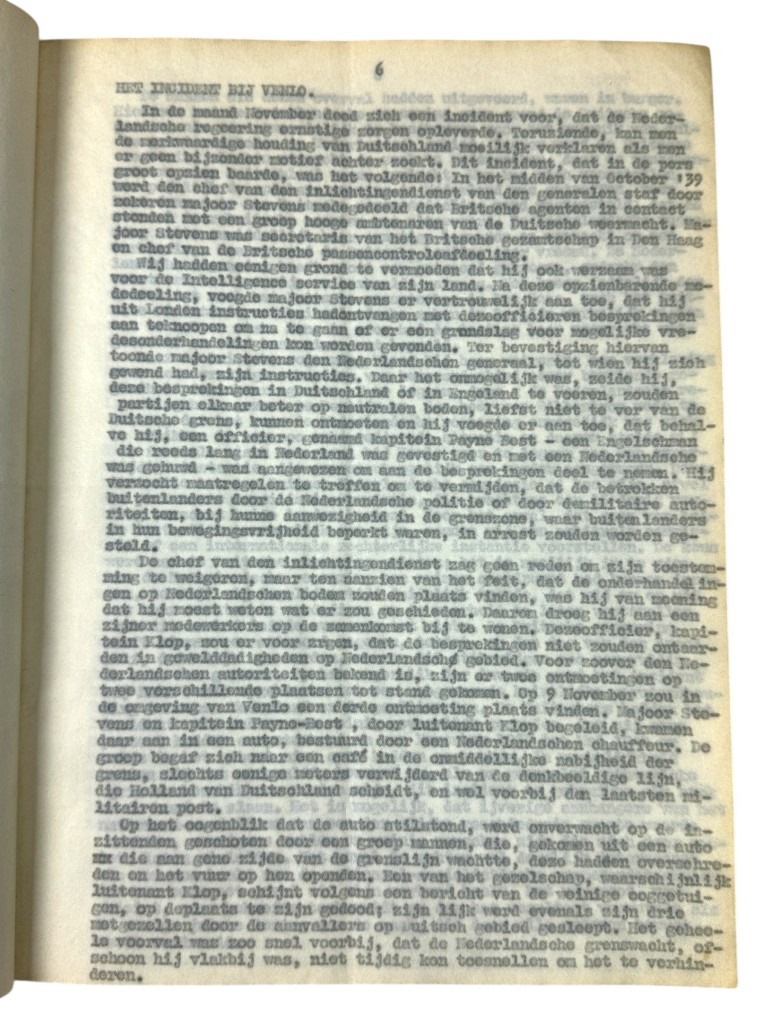 6
HET INCIDENT BIJ VENLO.
In de maand November deed zich een incident voor, dat de Neder-
landsche regeering ernstige zorgen opleverde. Terugziende, kan men
de merkwaardige houding van Duitschland moeilijk verklaren als men
er geen bijzonder motief achter zoekt. Dit incident, dat in de pers
groot opzien baarde, was het volgende: In het midden van October '39
werd den chef van den inlichtingendienst van den generalen staf door
zekeren majoor Stevens medegedeeld dat Britsche agenten in contact
stonden met een groep hooge ambtenaren van de Duitsche weermacht. Ma-
joor Stevens was secretaris van het Britsche gezantschap in Den Haag
en chef van de Britsche passencontroleafdeeling.
Wij hadden eenigen grond te vermoeden dat hij ook werzaam was
voor de Intelligence service van zijn land. Na deze opzienbarende me-
dedeeling, voegde majoor Stevens er vertrouwelijk aan toe, dat hij
uit Londen instructies hadontvangen met dezeofficieren besprekingen
aan teknoopen om na te gaan of er een grondslag voor mogelijke vre-
desonderhandelingen kon werden gevonden. Ter bevestiging hiervan
toonde majoor Stevens den Nederlandschen generaal, tot wien hij zich
gewend had, zijn instructies. Daar het onmogelijk was, zeide hij,
deze besprekingen in Duitschland of in Engeland te voeren, zouden
partijen elkaar beter op neutralen bodem, liefst niet te ver van de
Duitsche grens, kunnen ontmoeten en hij voegde er aan toe, dat behal-
ve hij, een officier, genaamd kapitein Payne Best - een Engelschman
die reeds lang in Nederland was gevestigd en met een Nederlandsche
was gehuwd - was aangewezen om aan de besprekingen deel te nemen. Hij
verzocht maatregelen te treffen om te vermijden, dat de betrokken
buitenlanders door de Nederlandsche politie of door demilitaire auto-
riteiten, bij hunne aanwezigheid in de grenszone, waar buitenlanders
in hun bewegingsvrijheid beperkt waren, in arrest zouden worden ge-
steld.
De chef van den inlichtingendienst zag geen reden om zijn toestem-
ming te weigeren, maar ten aanzien van het feit, dat de onderhandelin-
gen op Nederlandschen bodem zouden plaats vinden, was hij van meening
dat hij moest weten wat er zou geschieden. Daarom droeg hij aan een
zijner medewerkers op de samenkomst bij te wonen. Dezeofficier, kapi-
tein Klop, zou er voor zrgen, dat de besprekingen niet zouden ontaar-
den in gewelddadigheden op Nederlandsche gebied. Voor zoover den Ne-
derlandschen autoriteiten bekend is, zijn er twee ontmoetingen op
twee verschillende plaatsen tot stand gekomen. Op 9 November zou in
de omgeving van Venlo een derde ontmoeting plaats vinden. Majoor Ste-
vens en kapitein Payne-Best , door luitenant Klop begeleid, kwamen
daar aan in een auto, bestuurd door een Nederlandschen chauffeur. De
groep begaf zich naar een café in de onmiddellijke nabijheid der
grens, slechts eenige meters verwijderd van de denkbeeldige lijn,
die Holland van Duitschland scheidt, en wel voorbij den laatsten mi-
litairen post.
Op het oogenblik dat de auto stilstond, werd onverwacht op de in-
zittenden geschoten door een groep mannen, die, gekomen uit een auto
die aan gene zijde van de grenslijn wachtte, deze hadden overschre-
den en het vuur op hen openden. Een van het gezelschap, waarschijnlijk
luitenant Klop, schijnt volgens een bericht van de weinige ooggetui-
gen, op deplaats te zijn gedood; zijn lijk werd evenals zijn drie
metgezellen door de aanvallers op Duitsch gebied gesleept. Het gehee-
le voorval was zoo snel voorbij, dat de Nederlandsche grenswacht, of-
schoon hij vlakbij was, niet tijdig kon toesnellen om het te verhin-
deren.